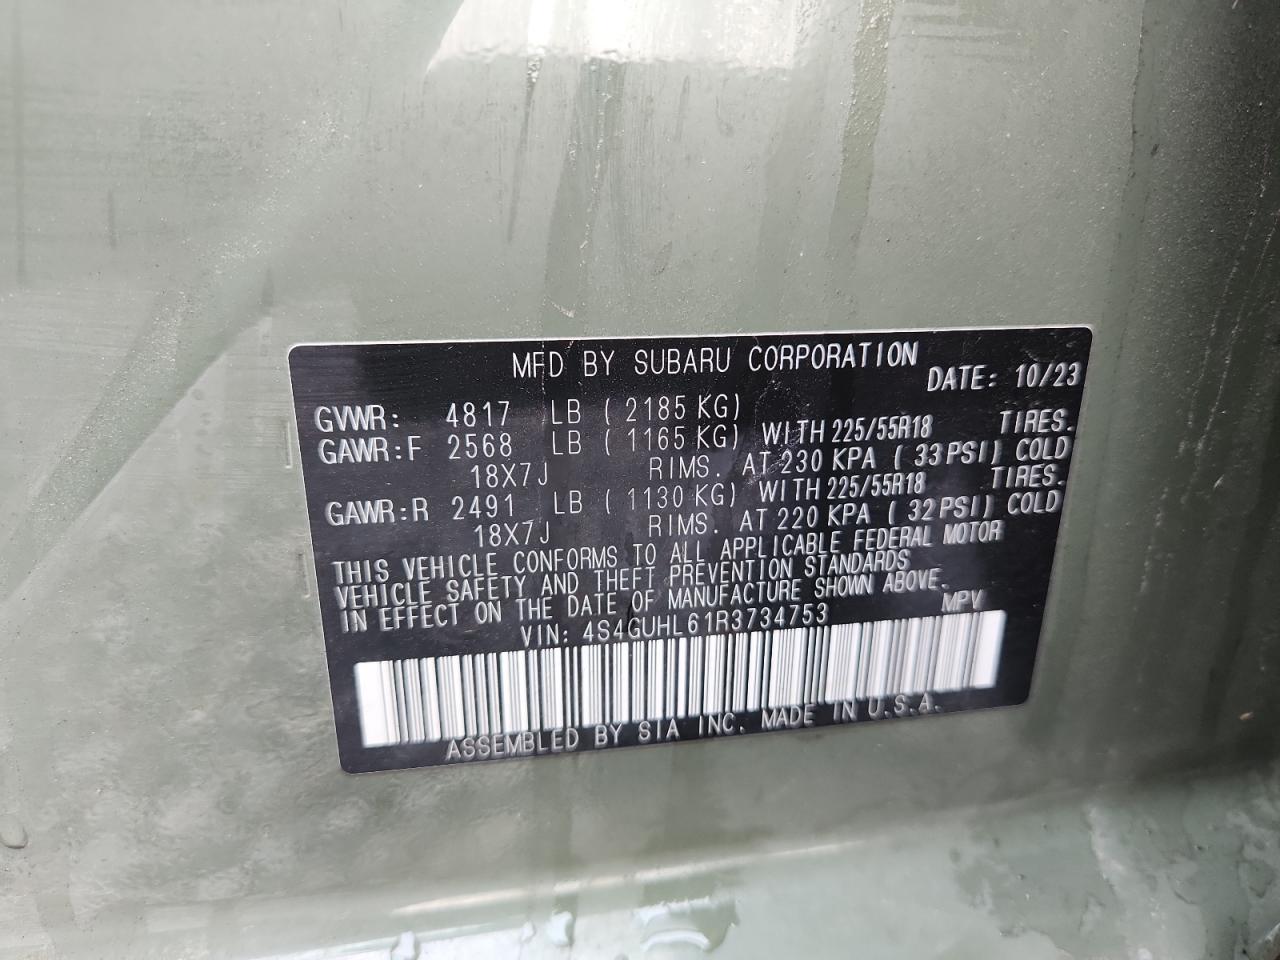 MFD BY SUBARU CORPORATION
DATE: 10/23
GVWR: 4817 LB ( 2185 KG)
GAWR:F 2568 LB ( 1165 KG) WITH 225/55R18 TIRES.
18X7J RIMS. AT 230 KPA ( 33 PSI) COLD
GAWR:R 2491 LB ( 1130 KG) WITH 225/55R18 TIRES.
18X7J RIMS. AT 220 KPA ( 32 PSI) COLD
THIS VEHICLE CONFORMS TO ALL APPLICABLE FEDERAL MOTOR
VEHICLE SAFETY AND THEFT PREVENTION STANDARDS
IN EFFECT ON THE DATE OF MANUFACTURE SHOWN ABOVE.
VIN: 4S4GUHL61R3734753 MPV
ASSEMBLED BY SIA INC. MADE IN U.S.A.